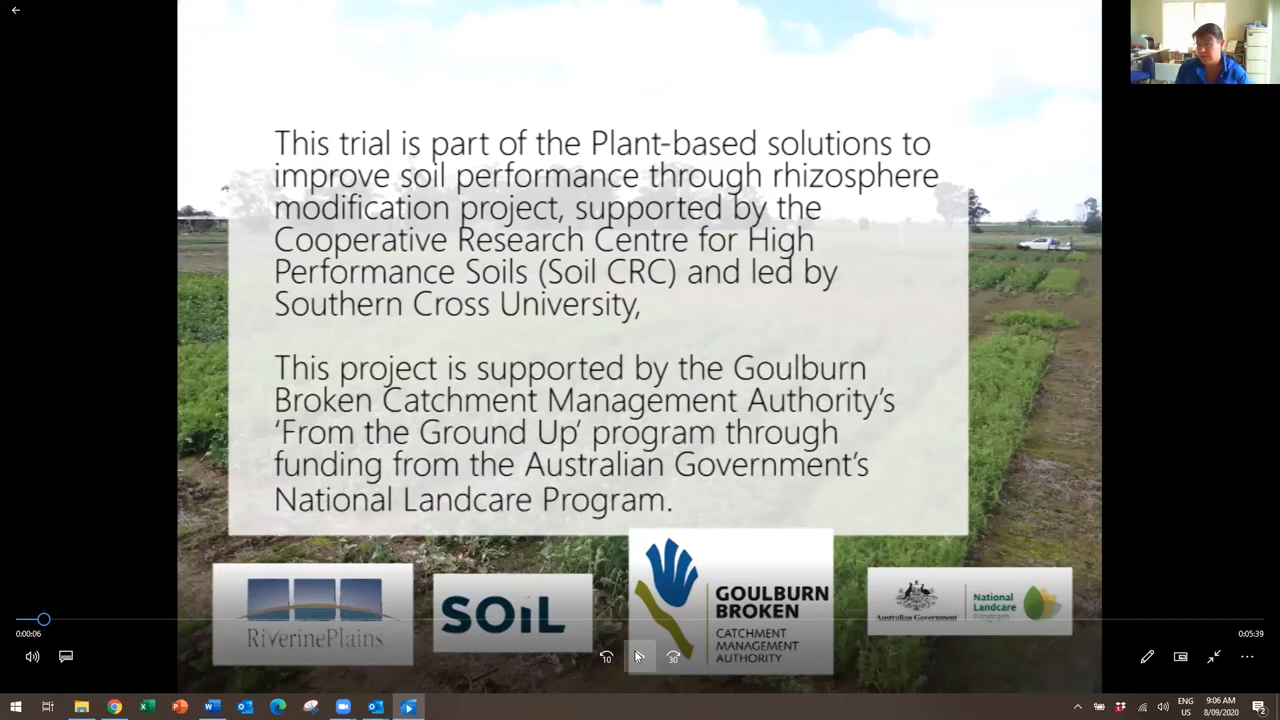 This trial is part of the Plant-based solutions to
improve soil performance through rhizosphere
modification project, supported by the
Cooperative Research Centre for High
Performance Soils (Soil CRC) and led by
Southern Cross University,
This project is supported by the Goulburn
Broken Catchment Management Authority’s
‘From the Ground Up’ program through
funding from the Australian Government’s
National Landcare Program.
RiverinePlains
SOiL
GOULBURN
BROKEN
CATCHMENT
MANAGEMENT
AUTHORITY
Australian Government
National
Landcare
Program
0:00:06
0:05:39
10
30
ENG
US
9:06 AM
8/09/2020
2